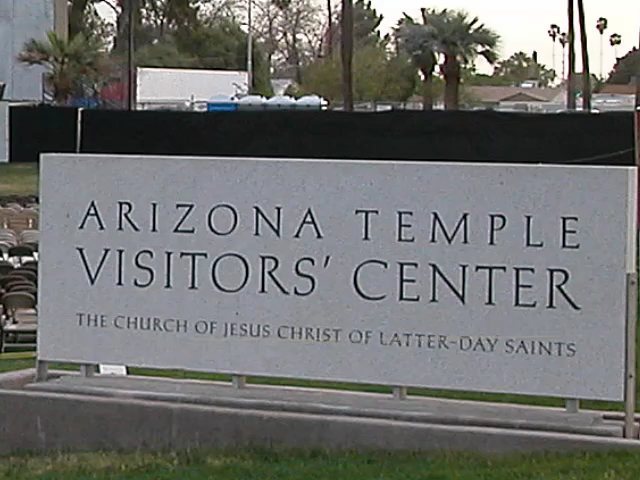 ARIZONA TEMPLE
VISITORS' CENTER
THE CHURCH OF JESUS CHRIST OF LATTER-DAY SAINTS